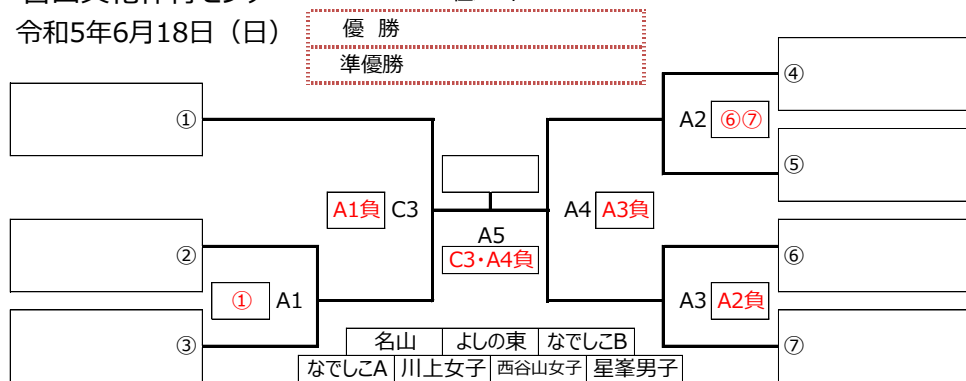 令和5年6月18日（日）
優 勝
準優勝
④
①
A2 ⑥⑦
⑤
A1負 C3
A4 A3負
A5
C3・A4負
②
⑥
① A1
A3 A2負
③
⑦
名山 よしの東 なでしこB
なでしこA 川上女子 西谷山女子 星峯男子